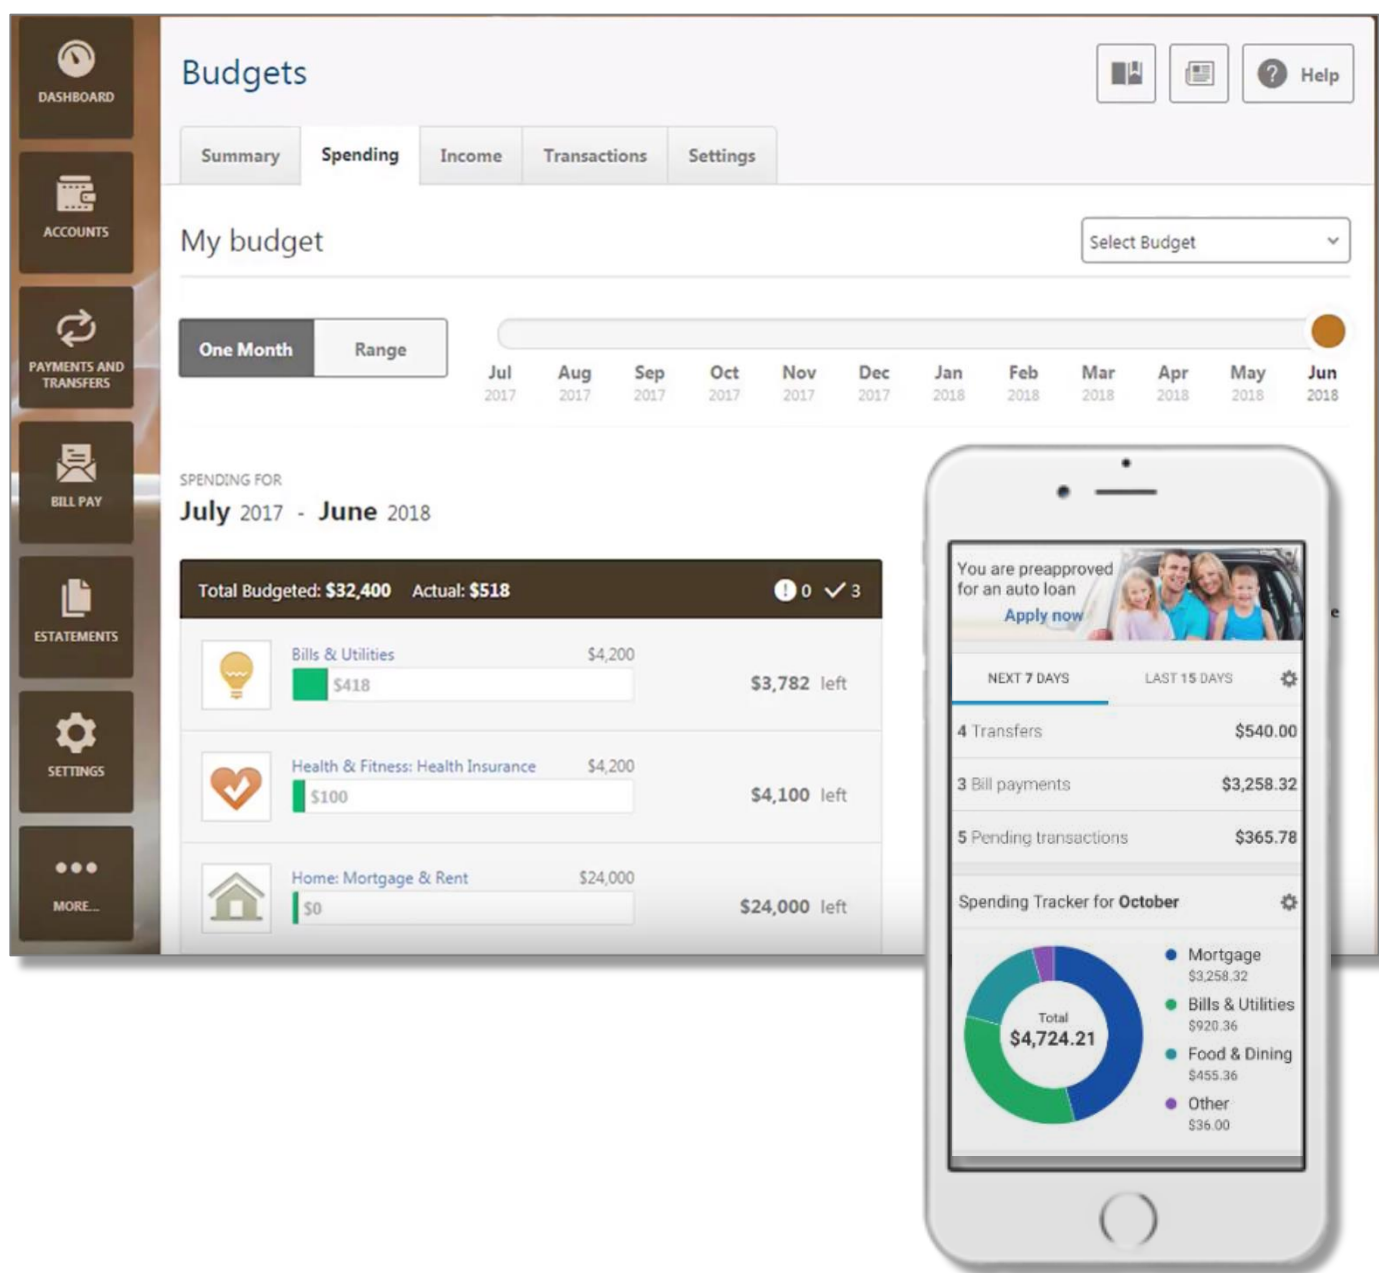 DASHBOARD
ACCOUNTS
PAYMENTS AND
TRANSFERS
BILL PAY
ESTATEMENTS
SETTINGS
MORE...
Budgets
Help
Summary
Spending
Income
Transactions
Settings
My budget
Select Budget
One Month
Range
Jul Aug Sep Oct Nov Dec Jan Feb Mar Apr May Jun
2017 2017 2017 2017 2017 2017 2018 2018 2018 2018 2018 2018
SPENDING FOR
July 2017 - June 2018
Total Budgeted: $32,400 Actual: $518 0 3
Bills & Utilities $4,200
$418 $3,782 left
Health & Fitness: Health Insurance $4,200
$100 $4,100 left
Home: Mortgage & Rent $24,000
$0 $24,000 left
e
You are preapproved
for an auto loan
Apply now
NEXT 7 DAYS LAST 15 DAYS
4 Transfers $540.00
3 Bill payments $3,258.32
5 Pending transactions $365.78
Spending Tracker for October
Total
$4,724.21
Mortgage
$3,258.32
Bills & Utilities
$920.36
Food & Dining
$455.36
Other
$36.00